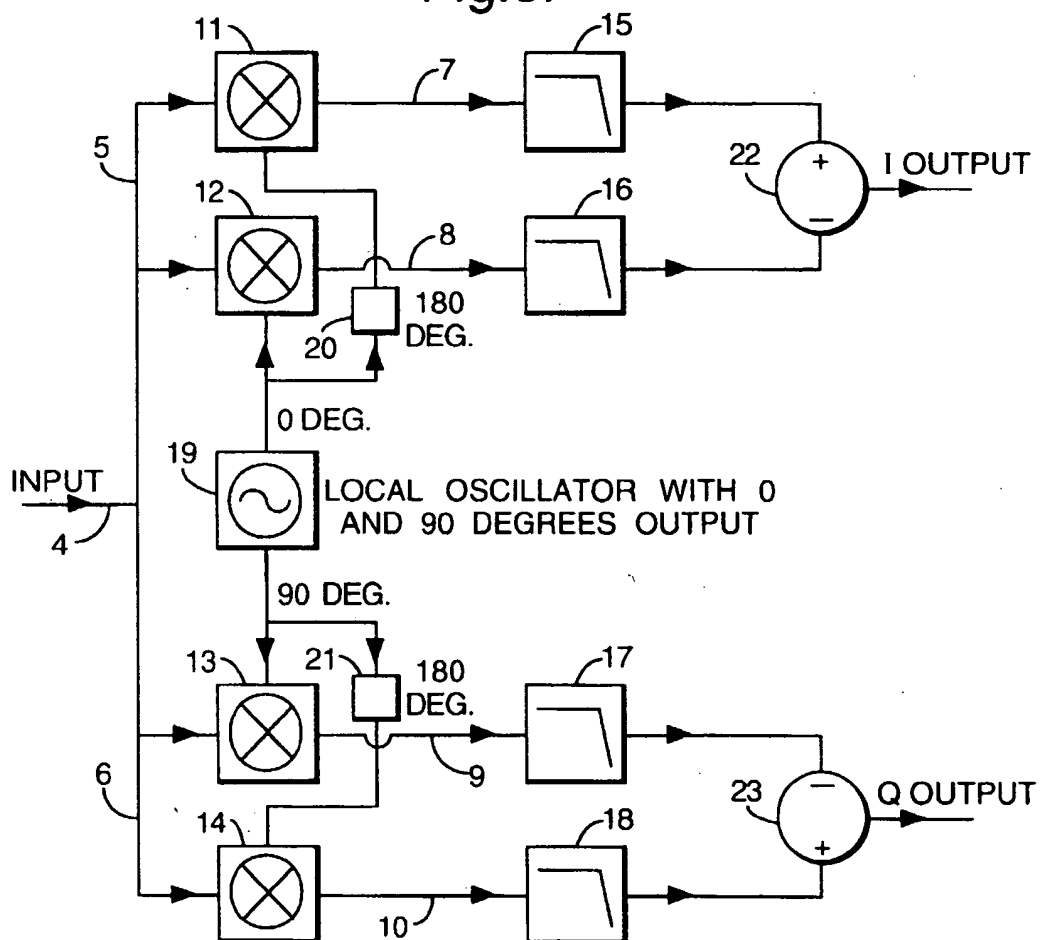 11
15
7
5
22
+
−
I OUTPUT
12
16
8
20
180
DEG.
0 DEG.
19
INPUT
4
LOCAL OSCILLATOR WITH 0
AND 90 DEGREES OUTPUT
90 DEG.
13
21
180
DEG.
17
9
6
23
−
+
Q OUTPUT
14
18
10